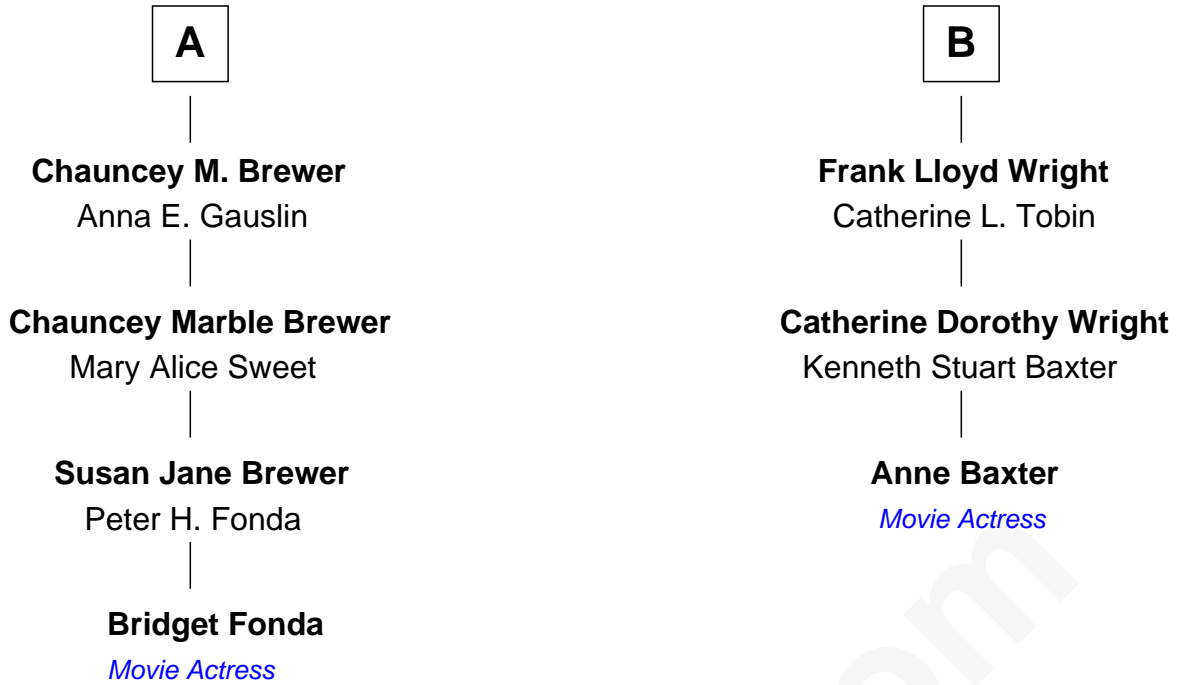 A
Chauncey M. Brewer
Anna E. Gauslin
Chauncey Marble Brewer
Mary Alice Sweet
Susan Jane Brewer
Peter H. Fonda
Bridget Fonda
Movie Actress
B
Frank Lloyd Wright
Catherine L. Tobin
Catherine Dorothy Wright
Kenneth Stuart Baxter
Anne Baxter
Movie Actress
om